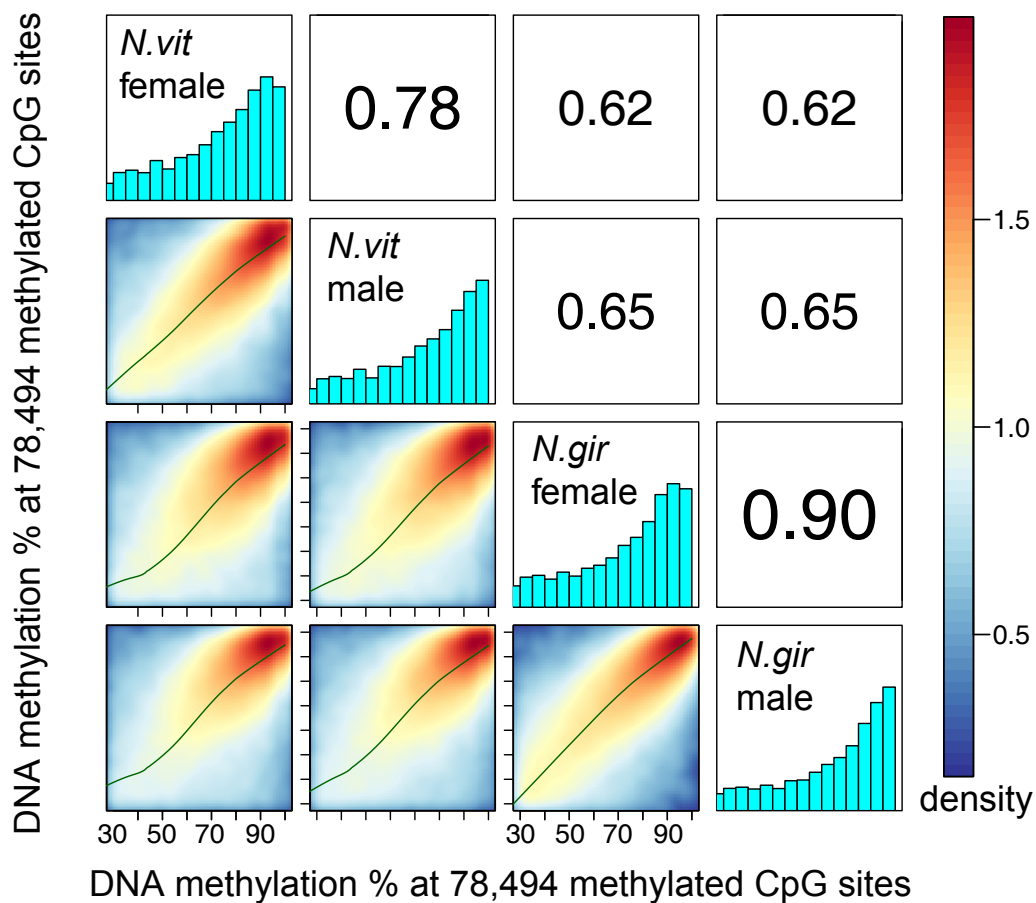 DNA methylation % at 78,494 methylated CpG sites
N.vit
female
0.78
0.62
0.62
N.vit
male
0.65
0.65
N.gir
female
0.90
N.gir
male
30 70 90
30 70 90
1.5
1.0
0.5
density
DNA methylation % at 78,494 methylated CpG sites